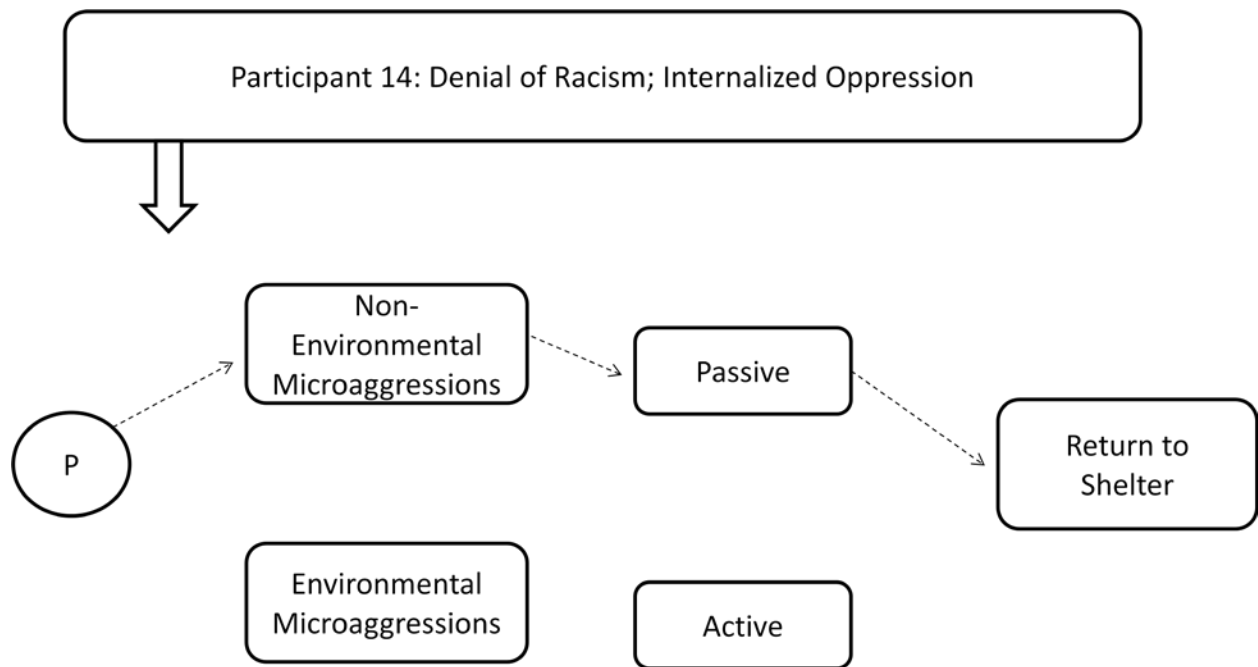 Participant 14: Denial of Racism; Internalized Oppression
Non-
Environmental
Microaggressions
Passive
P
Return to
Shelter
Environmental
Microaggressions
Active